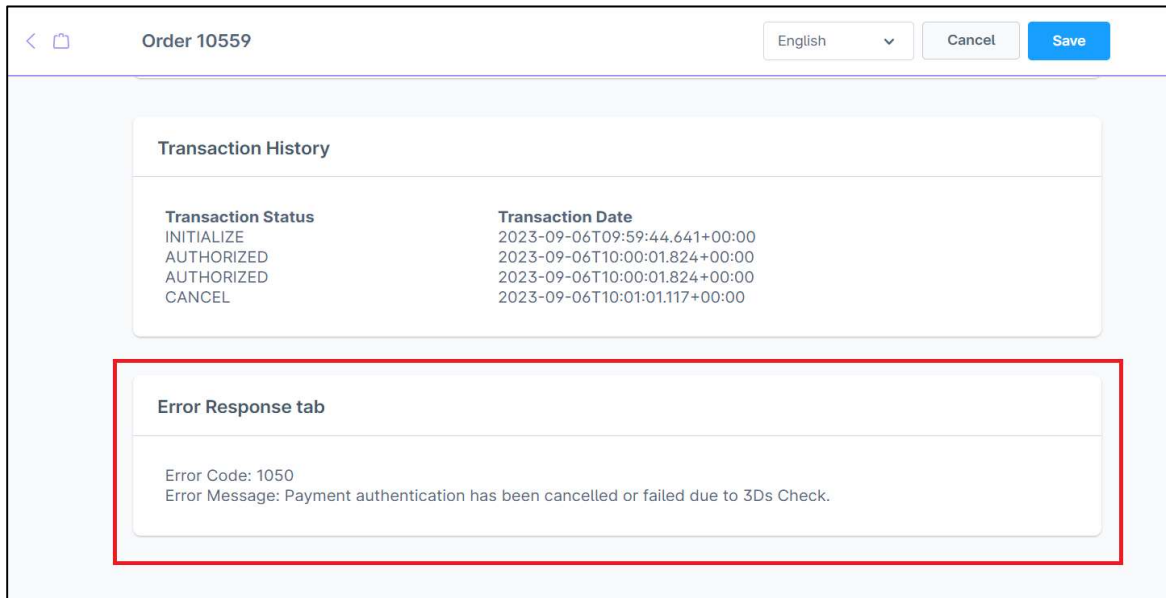 Order 10559
English
Cancel
Save
Transaction History
Transaction Status Transaction Date
INITIALIZE 2023-09-06T09:59:44.641+00:00
AUTHORIZED 2023-09-06T10:00:01.824+00:00
AUTHORIZED 2023-09-06T10:00:01.824+00:00
CANCEL 2023-09-06T10:01:01.117+00:00
Error Response tab
Error Code: 1050
Error Message: Payment authentication has been cancelled or failed due to 3Ds Check.